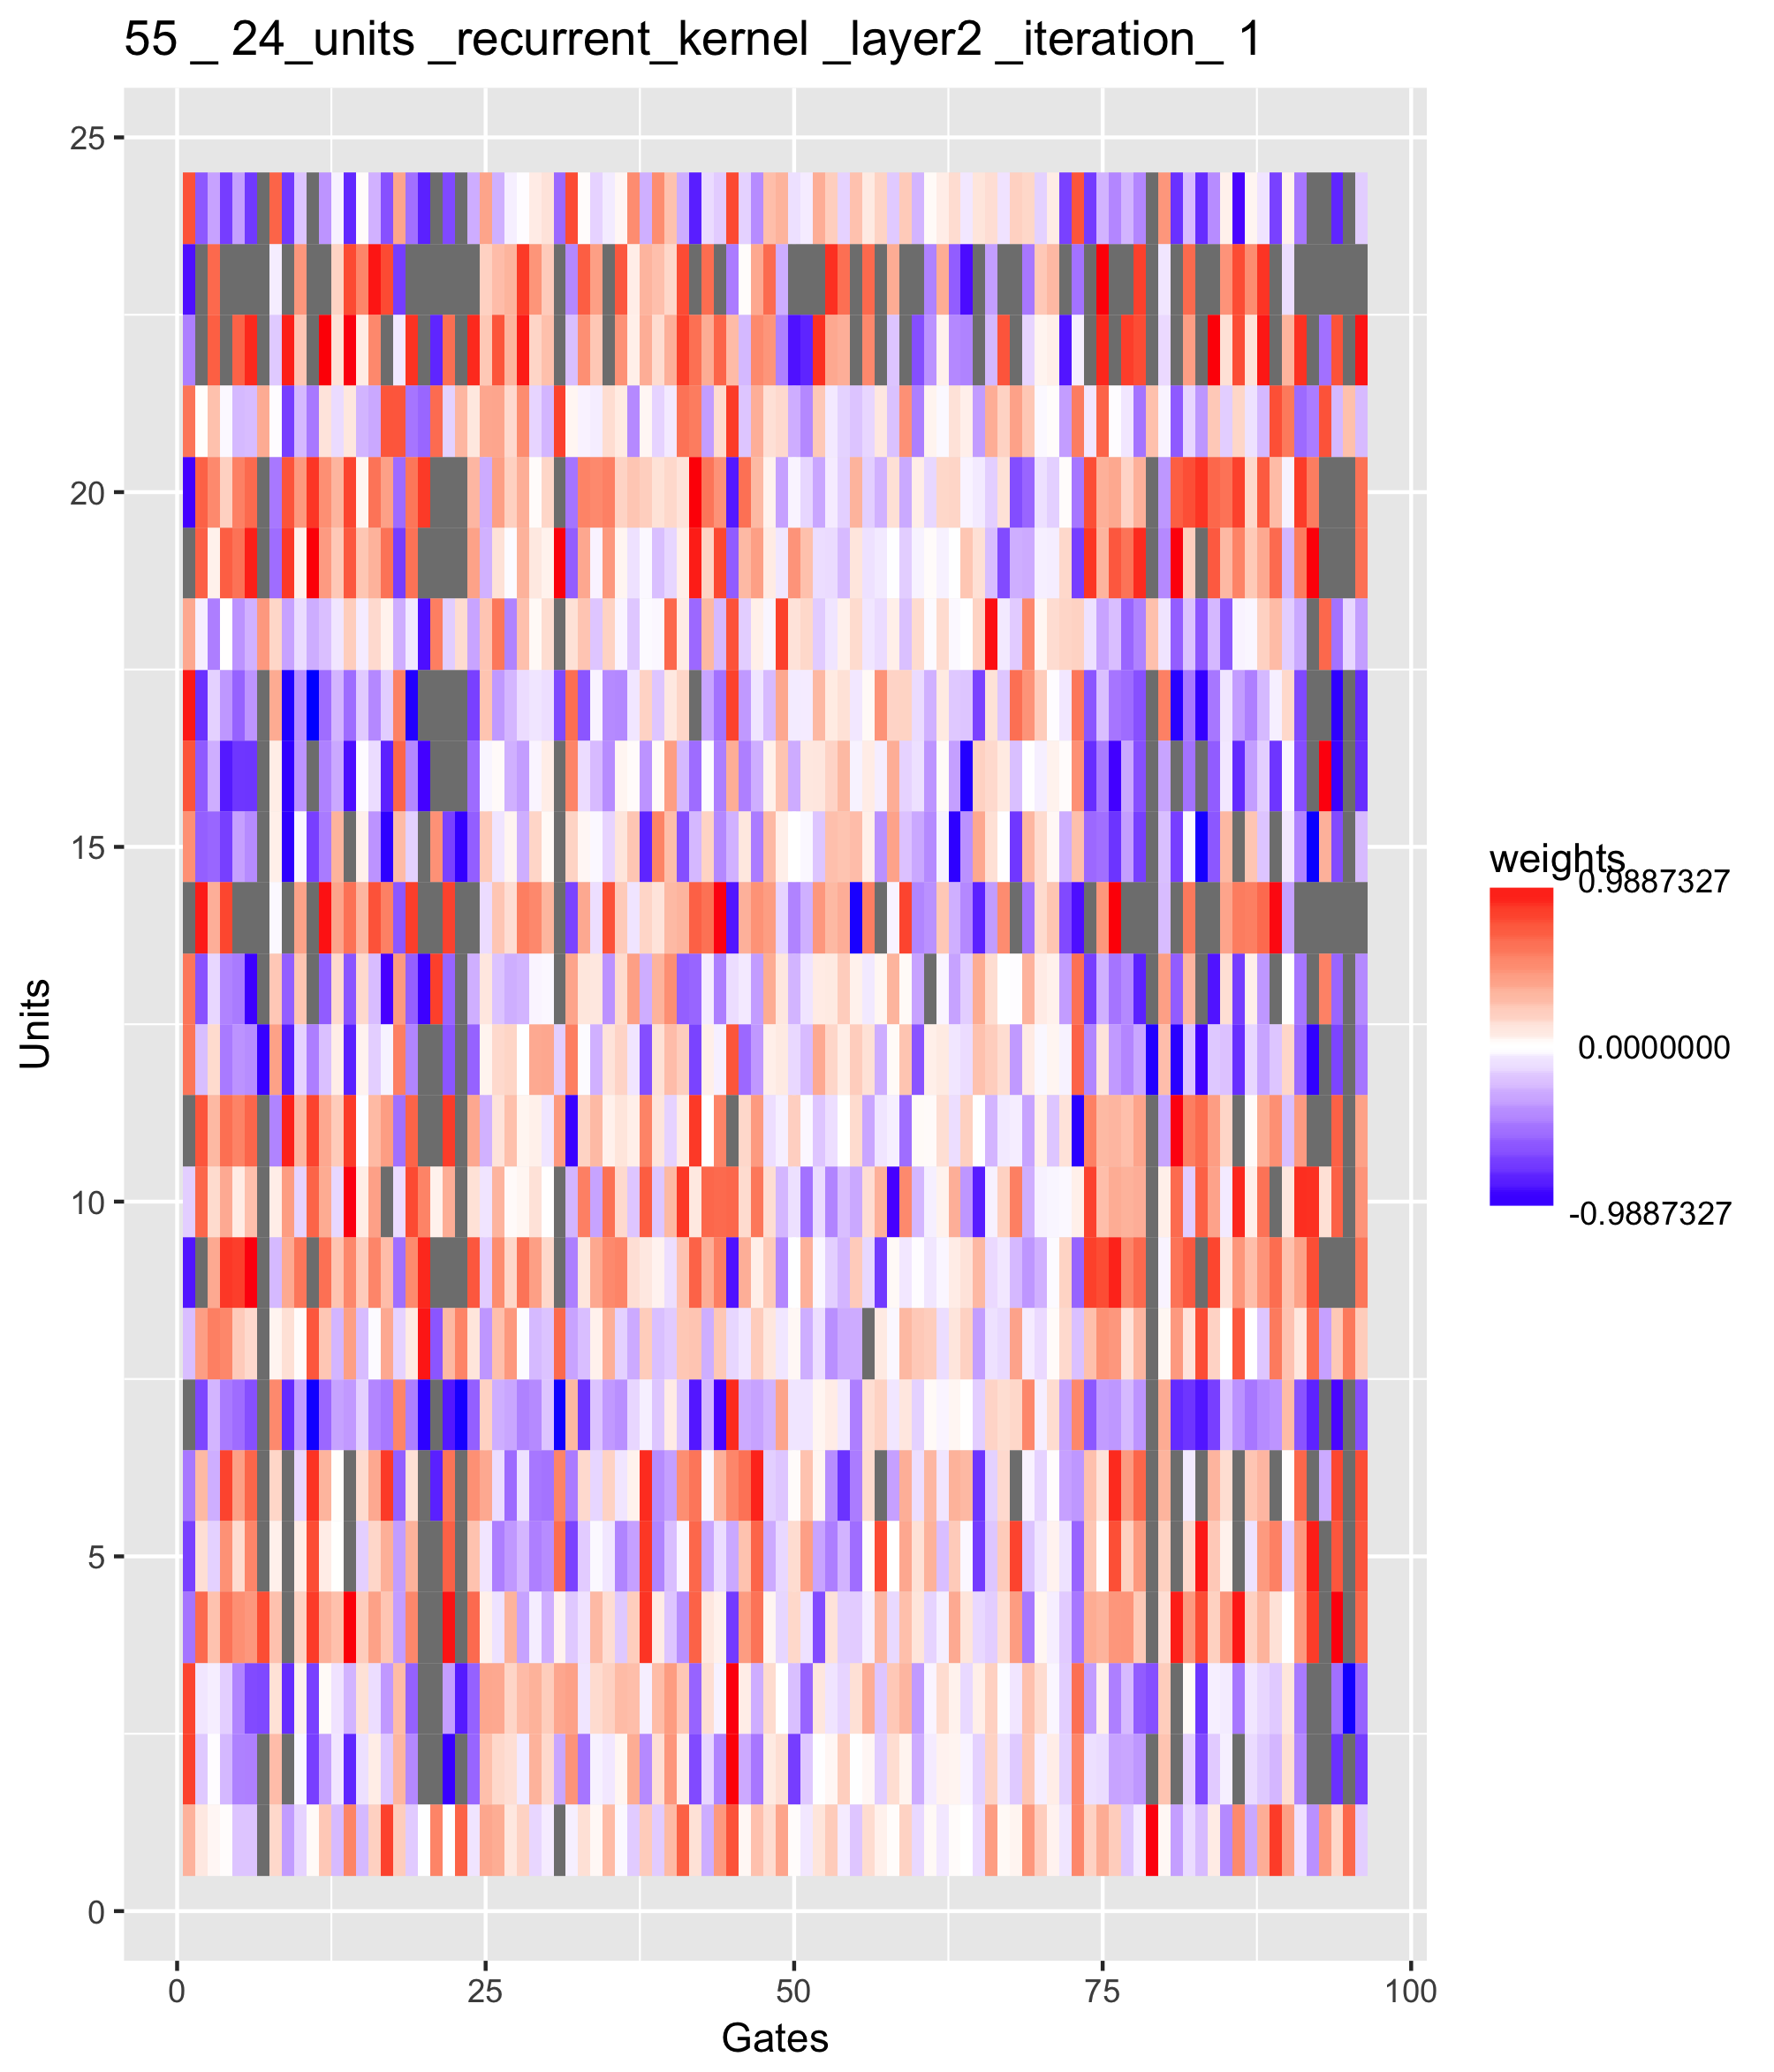 55 _ 24_units _recurrent_kernel _layer2 _iteration_ 1
25
20
15
10
5
0
Units
0 25 50 75 100
Gates
weights
0.9887327
0.0000000
-0.9887327